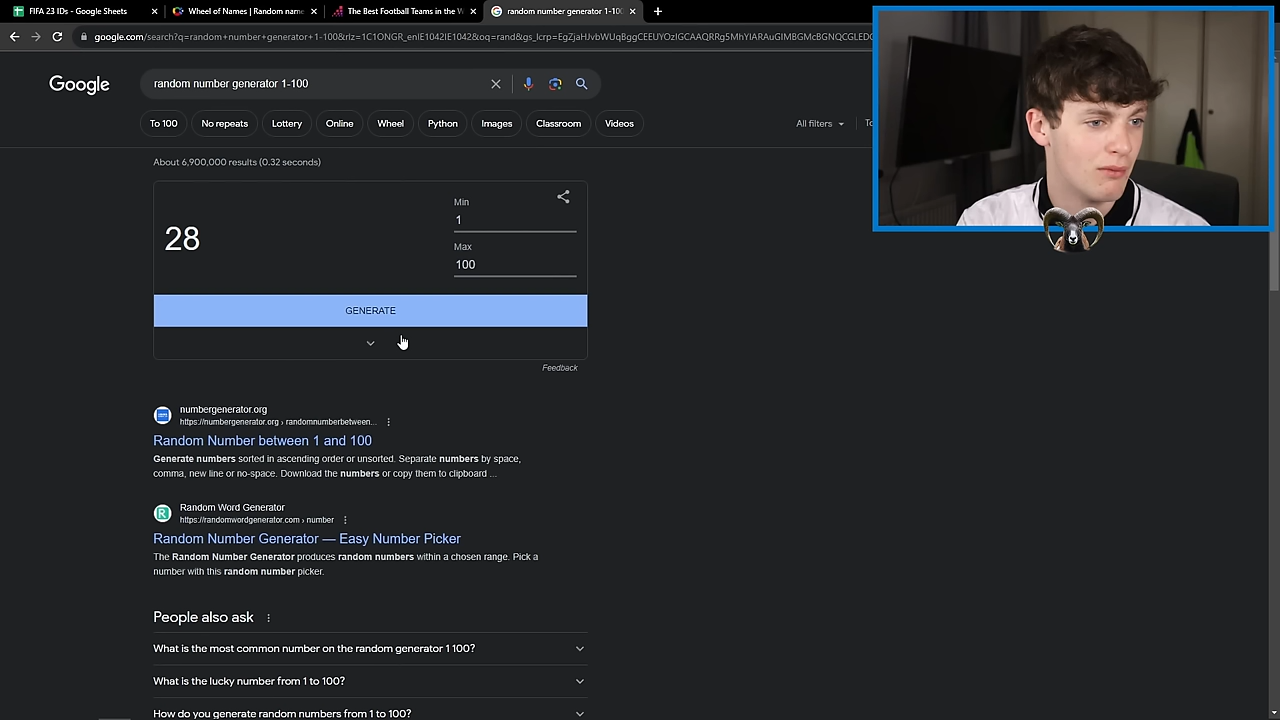 FIFA 23 IDs - Google Sheets
Wheel of Names | Random nam
The Best Football Teams in the W
random number generator 1-100
google.com/search?q=random+number+generator+1-100&rlz=1C1ONGR_enIE1042IE1042&oq=rand&gs_lcrp=
Google
random number generator 1-100
To 100
No repeats
Lottery
Online
Wheel
Python
Images
Classroom
Videos
All filters
About 6,900,000 results (0.32 seconds)
Min
1
28
Max
100
GENERATE
Feedback
numbergenerator.org
https://numbergenerator.org › randomnumberbetween...
Random Number between 1 and 100
Generate numbers sorted in ascending order or unsorted. Separate numbers by space,
comma, new line or no-space. Download the numbers or copy them to clipboard ...
Random Word Generator
https://randomwordgenerator.com › number
Random Number Generator — Easy Number Picker
The Random Number Generator produces random numbers within a chosen range. Pick a
number with this random number picker.
People also ask
What is the most common number on the random generator 1 100?
What is the lucky number from 1 to 100?
How do you generate random numbers from 1 to 100?